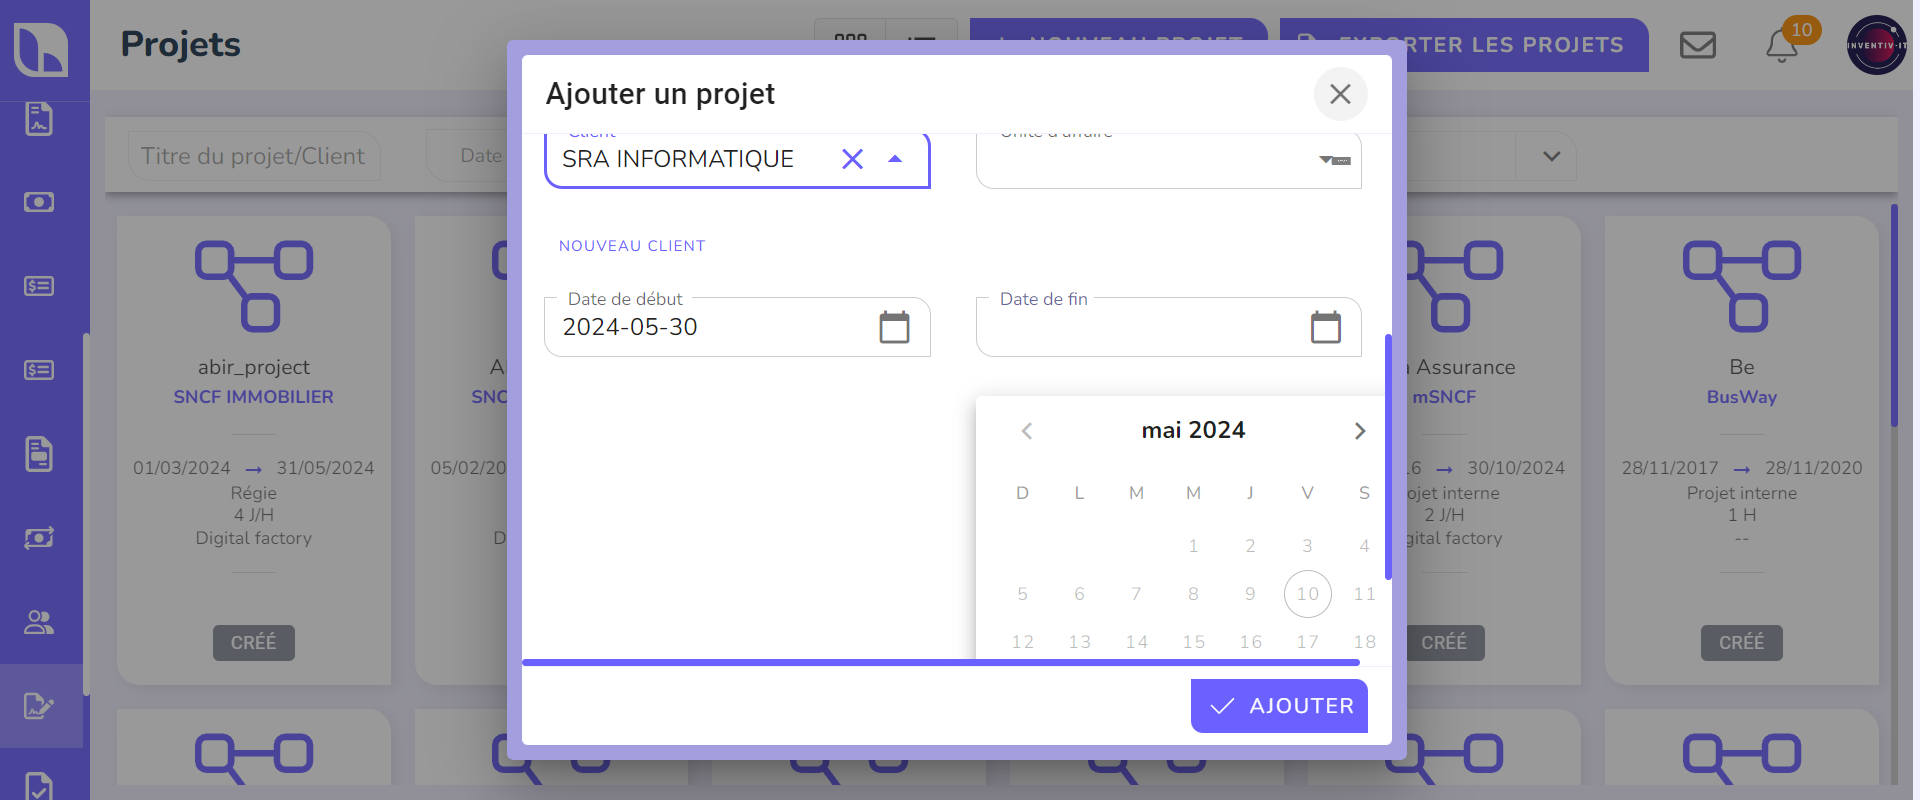 Projets
NOUVEAU PROJET
EXPORTER LES PROJETS
10
INVENTIV-IT
Titre du projet/Client
Date
Ajouter un projet
Client
SRA INFORMATIQUE
Unité d'affaire
NOUVEAU CLIENT
Date de début
2024-05-30
Date de fin
mai 2024
D L M M J V S
1 2 3 4
5 6 7 8 9 10 11
12 13 14 15 16 17 18
AJOUTER
abir_project
SNCF IMMOBILIER
01/03/2024 → 31/05/2024
Régie
4 J/H
Digital factory
CRÉÉ
A
SNC
05/02/20
D
a Assurance
mSNCF
16 → 30/10/2024
ojet interne
2 J/H
gital factory
CRÉÉ
Be
BusWay
28/11/2017 → 28/11/2020
Projet interne
1 H
--
CRÉÉ